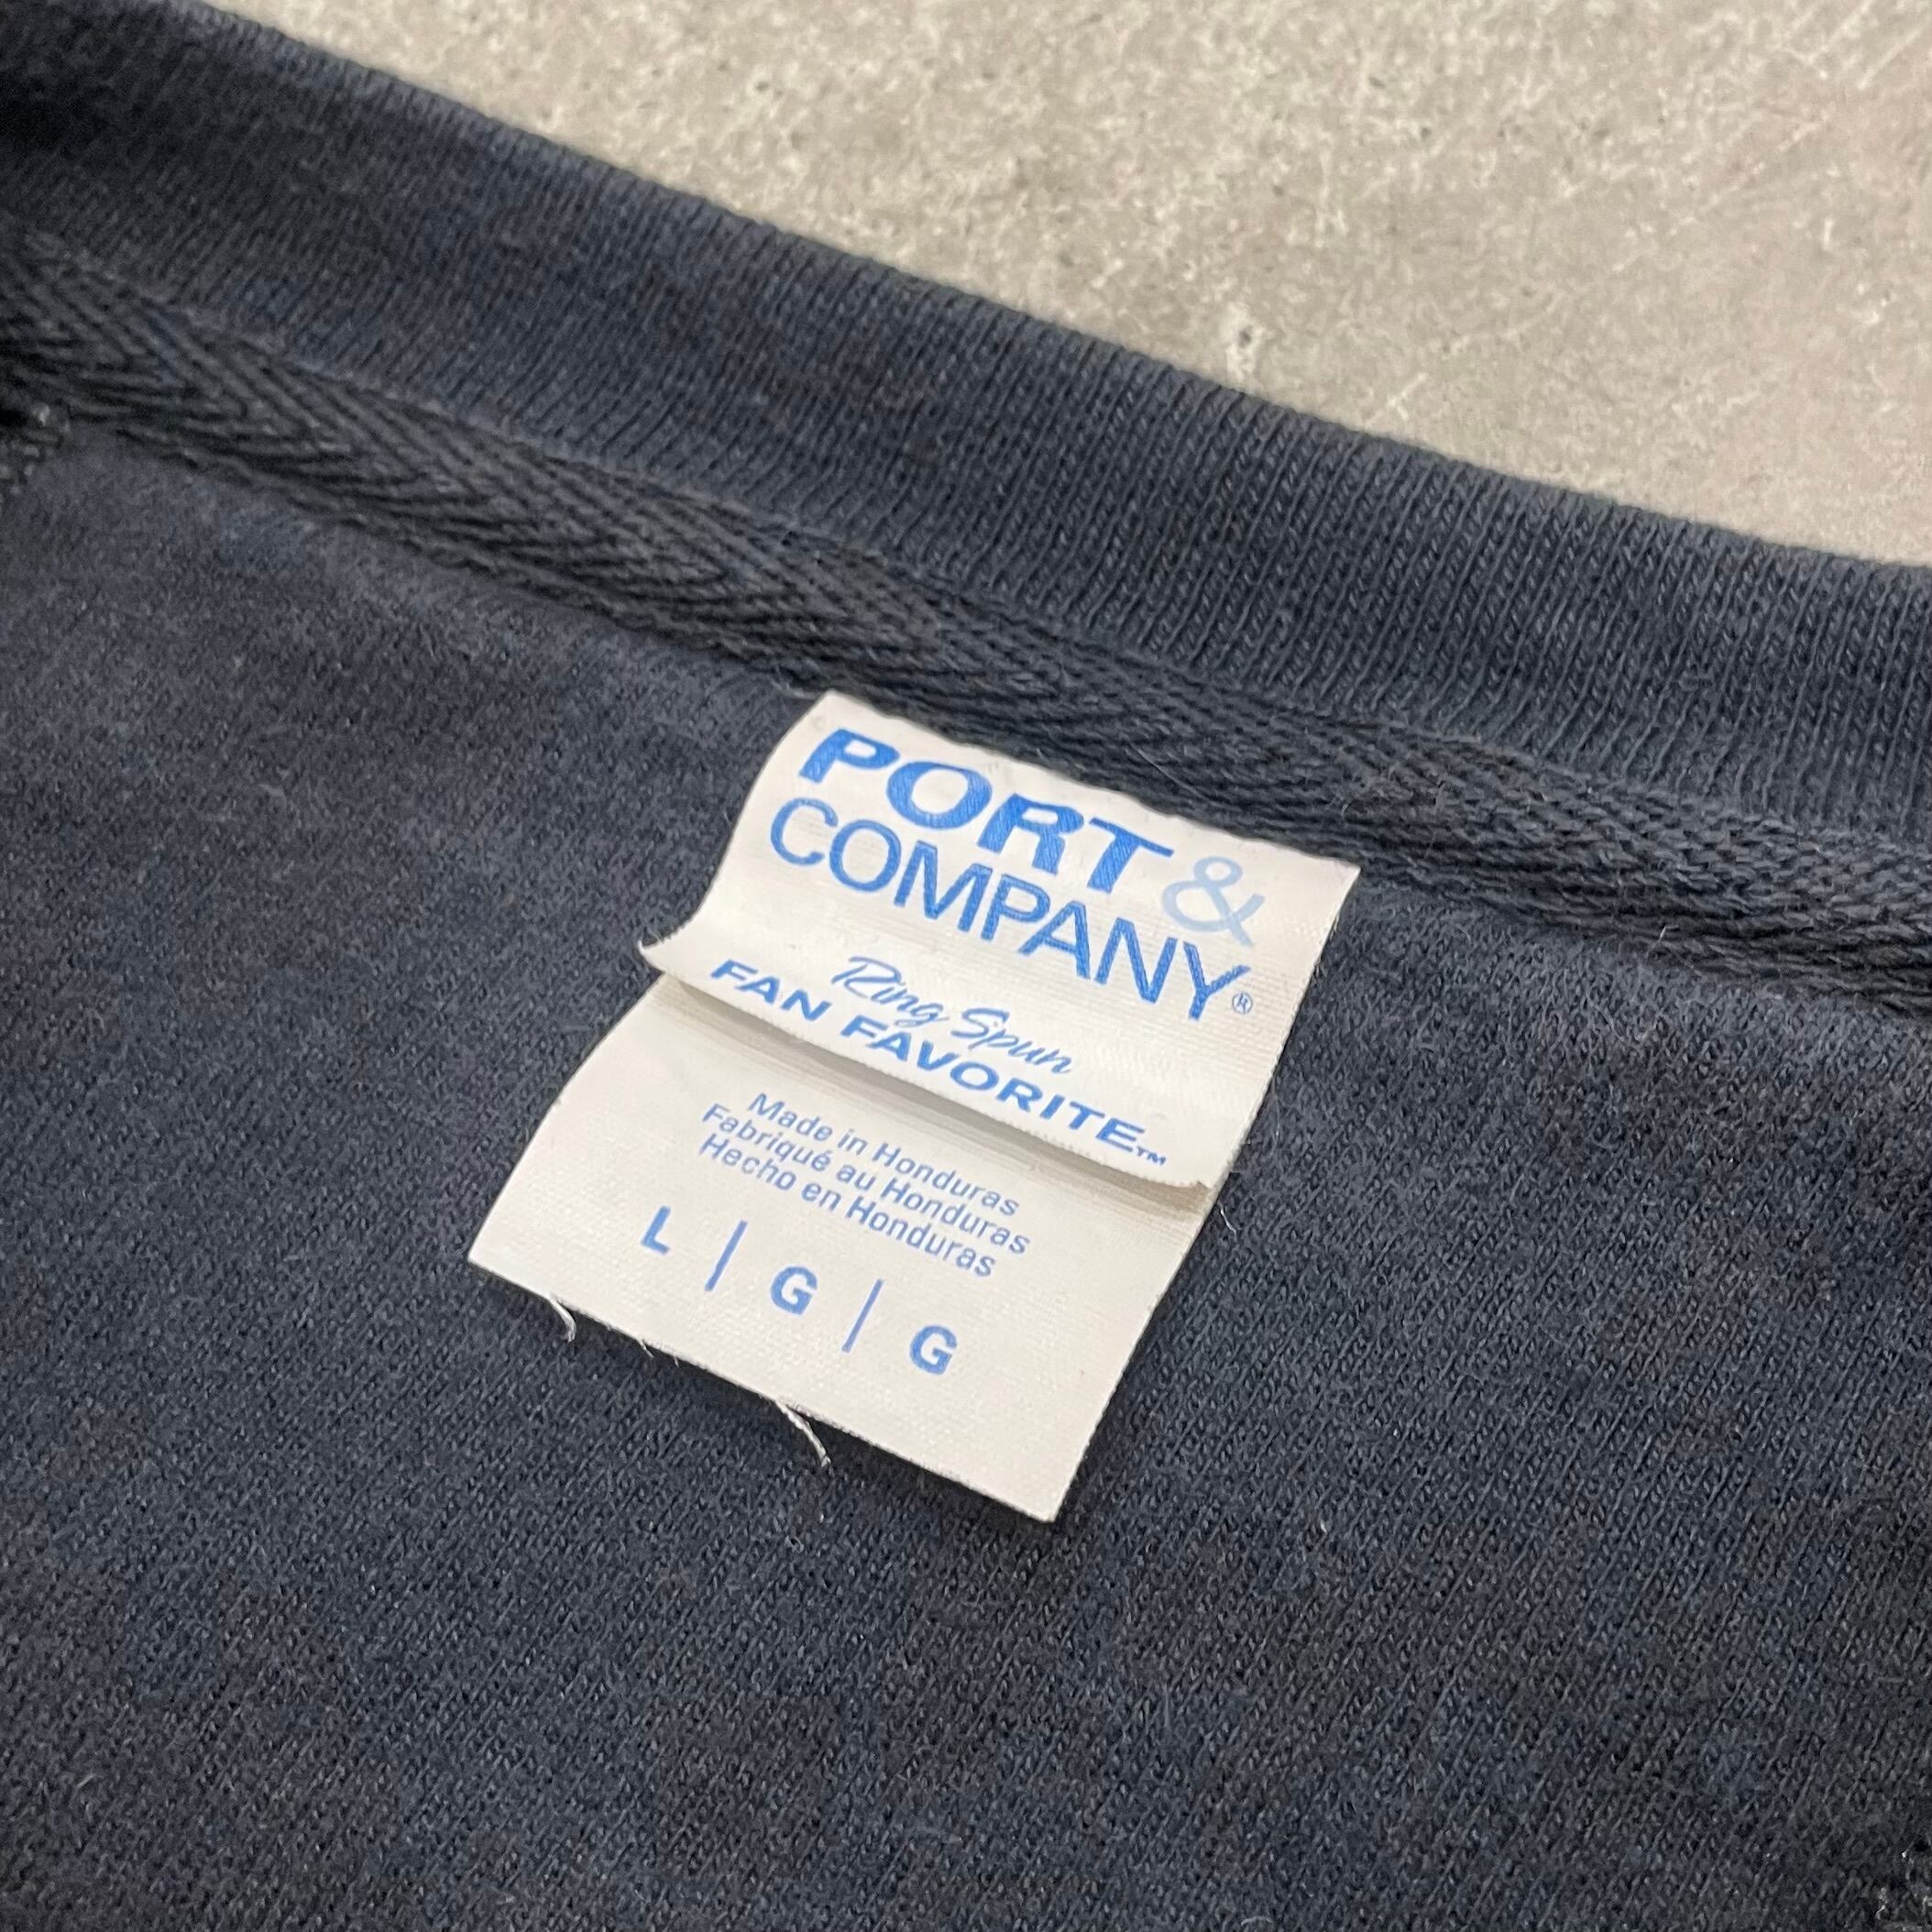 PORT &
COMPANY®
Ring Spun
FAN FAVORITE™
Made in Honduras
Fabriqué au Honduras
Hecho en Honduras
L | G | G